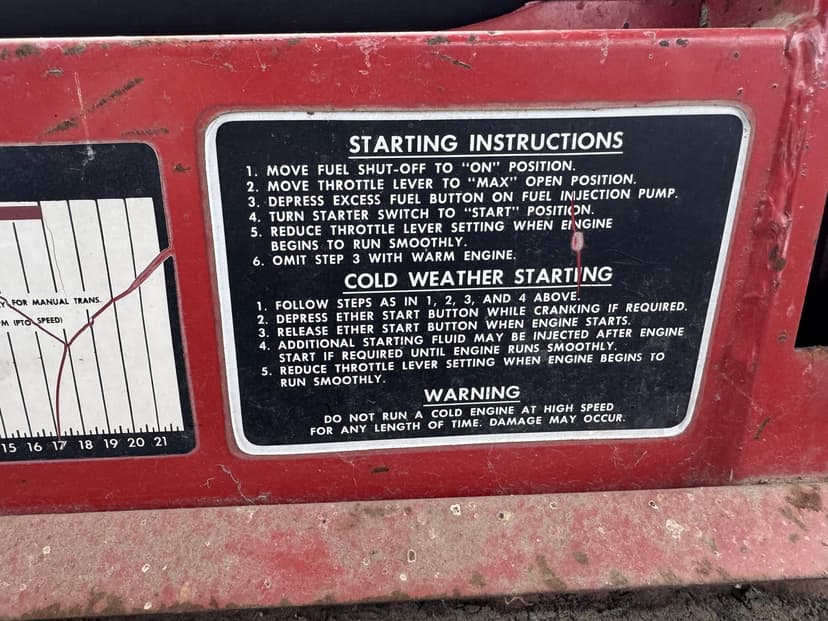 STARTING INSTRUCTIONS
1. MOVE FUEL SHUT-OFF TO "ON" POSITION.
2. MOVE THROTTLE LEVER TO "MAX" OPEN POSITION.
3. DEPRESS EXCESS FUEL BUTTON ON FUEL INJECTION PUMP.
4. TURN STARTER SWITCH TO "START" POSITION.
5. REDUCE THROTTLE LEVER SETTING WHEN ENGINE
BEGINS TO RUN SMOOTHLY.
6. OMIT STEP 3 WITH WARM ENGINE.
COLD WEATHER STARTING
1. FOLLOW STEPS AS IN 1, 2, 3, AND 4 ABOVE.
2. DEPRESS ETHER START BUTTON WHILE CRANKING IF REQUIRED.
3. RELEASE ETHER START BUTTON WHEN ENGINE STARTS.
4. ADDITIONAL STARTING FLUID MAY BE INJECTED AFTER ENGINE
START IF REQUIRED UNTIL ENGINE RUNS SMOOTHLY.
5. REDUCE THROTTLE LEVER SETTING WHEN ENGINE BEGINS TO
RUN SMOOTHLY.
WARNING
DO NOT RUN A COLD ENGINE AT HIGH SPEED
FOR ANY LENGTH OF TIME. DAMAGE MAY OCCUR.
FOR MANUAL TRANS.
(PTO SPEED)
15 16 17 18 19 20 21